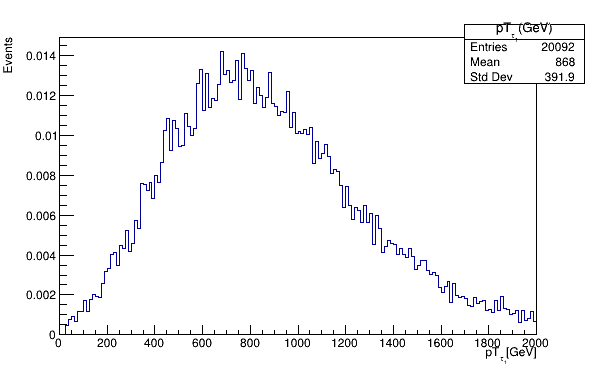 pT_τ₁(GeV)
Entries 20092
Mean 868
Std Dev 391.9
Events
0.014
0.012
0.01
0.008
0.006
0.004
0.002
0
0 200 400 600 800 1000 1200 1400 1600 1800 2000
pT_τ₁[GeV]